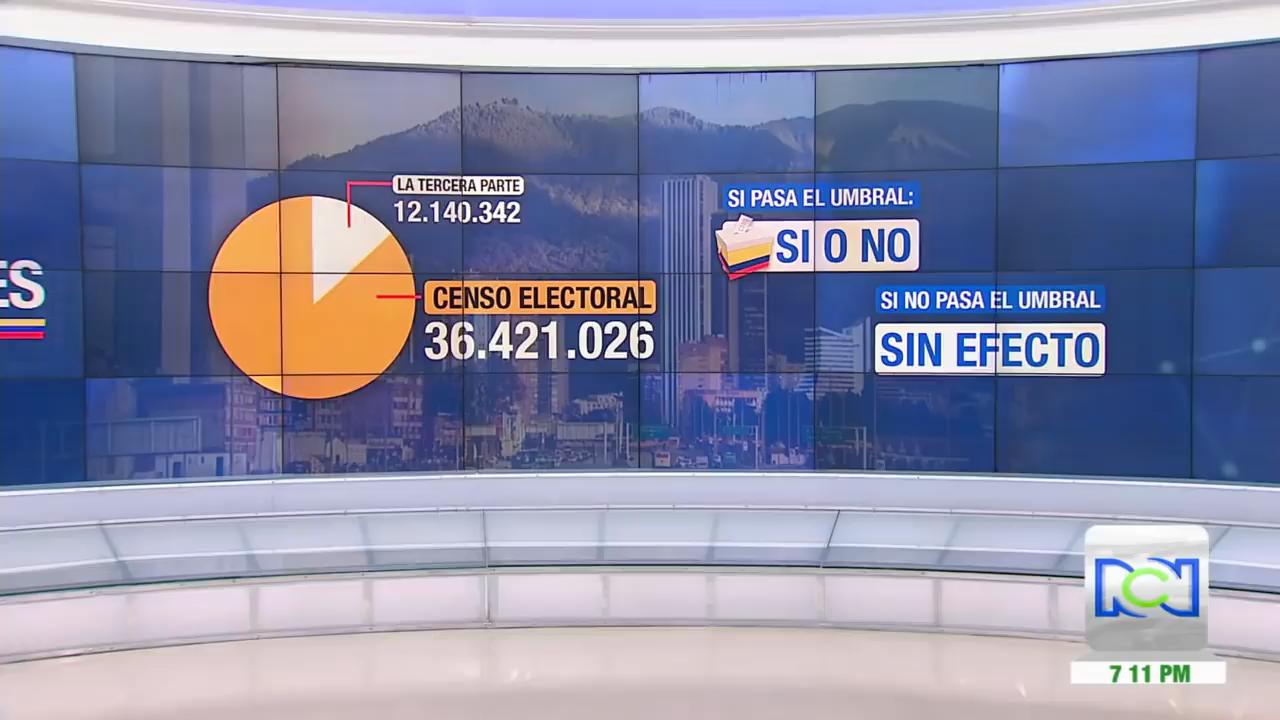 ES
LA TERCERA PARTE
12.140.342
CENSO ELECTORAL
36.421.026
SI PASA EL UMBRAL:
SI O NO
SI NO PASA EL UMBRAL
SIN EFECTO
RCN
7 11 PM